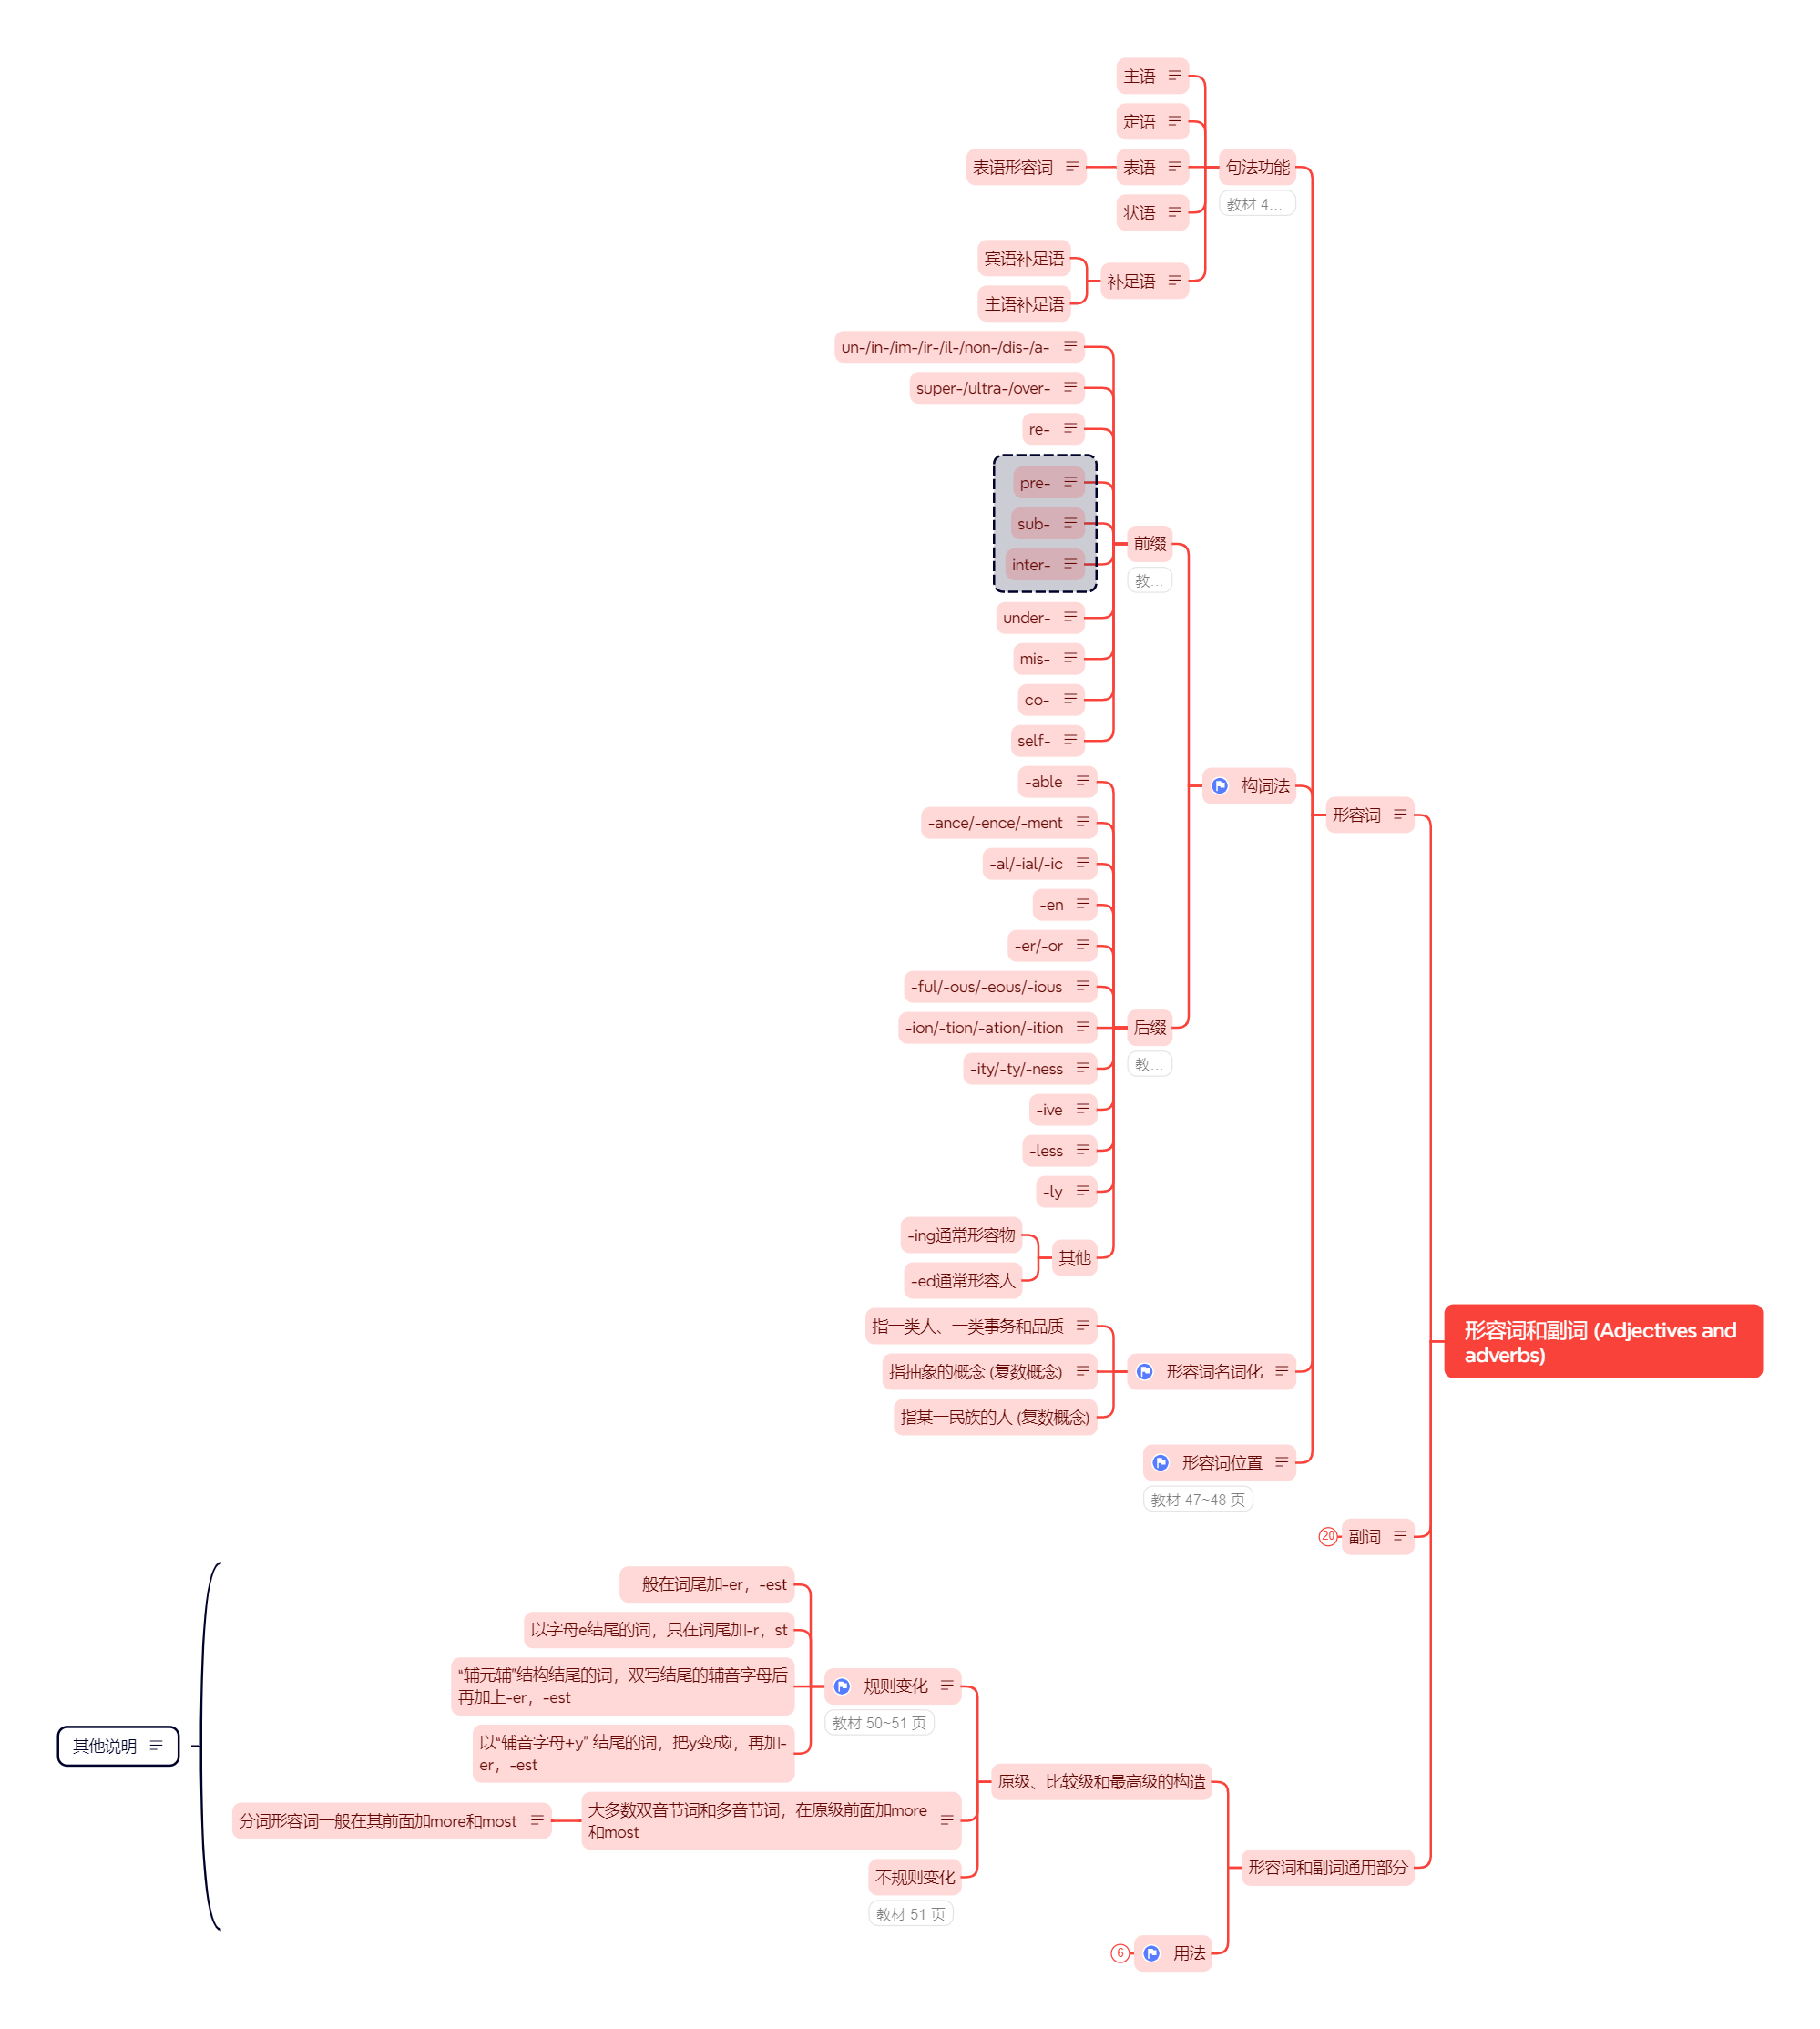 形容词和副词 (Adjectives and
adverbs)
形容词
句法功能
教材 4...
主语
定语
表语
表语形容词
状语
补足语
宾语补足语
主语补足语
构词法
前缀
教...
un-/in-/im-/ir-/il-/non-/dis-/a-
super-/ultra-/over-
re-
pre-
sub-
inter-
under-
mis-
co-
self-
后缀
教...
-able
-ance/-ence/-ment
-al/-ial/-ic
-en
-er/-or
-ful/-ous/-eous/-ious
-ion/-tion/-ation/-ition
-ity/-ty/-ness
-ive
-less
-ly
其他
-ing通常形容物
-ed通常形容人
形容词名词化
指一类人、一类事务和品质
指抽象的概念 (复数概念)
指某一民族的人 (复数概念)
形容词位置
教材 47~48 页
副词
20
形容词和副词通用部分
原级、比较级和最高级的构造
规则变化
教材 50~51 页
一般在词尾加-er，-est
以字母e结尾的词，只在词尾加-r，st
“辅元辅”结构结尾的词，双写结尾的辅音字母后
再加上-er，-est
以“辅音字母+y” 结尾的词，把y变成i，再加-
er，-est
大多数双音节词和多音节词，在原级前面加more
和most
分词形容词一般在其前面加more和most
不规则变化
教材 51 页
用法
6
其他说明